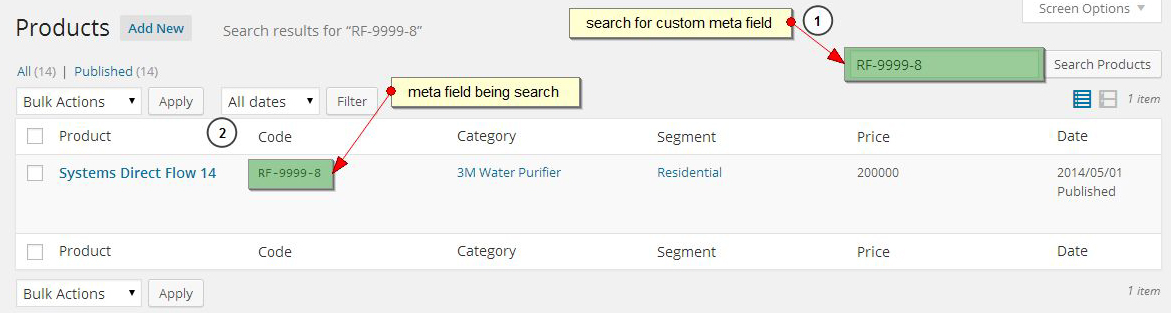 Screen Options
search for custom meta field
1
Products Add New Search results for “RF-9999-8”
RF-9999-8 Search Products
All (14) | Published (14)
meta field being search
Bulk Actions Apply All dates Filter 1 item
2
Product Code Category Segment Price Date
Systems Direct Flow 14 RF-9999-8 3M Water Purifier Residential 200000 2014/05/01
Published
Product Code Category Segment Price Date
Bulk Actions Apply 1 item